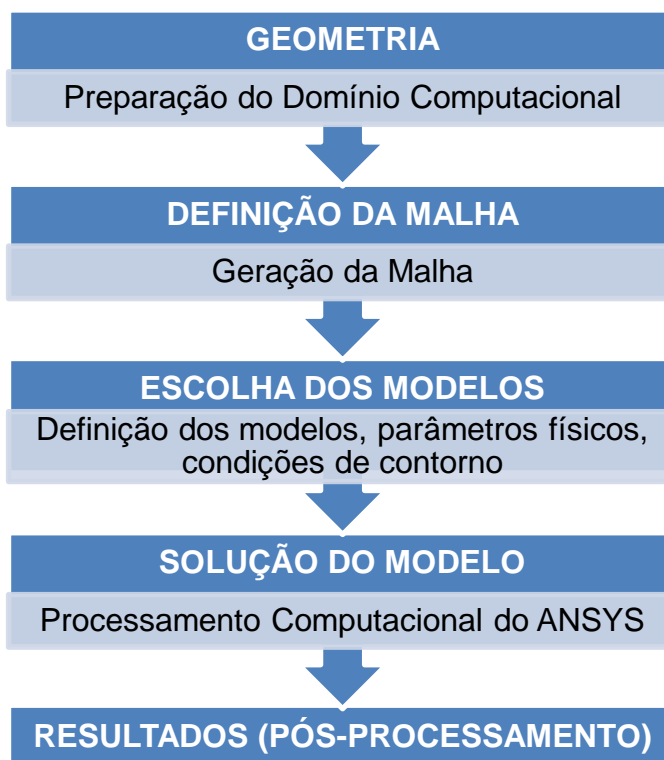 GEOMETRIA
Preparação do Domínio Computacional
DEFINIÇÃO DA MALHA
Geração da Malha
ESCOLHA DOS MODELOS
Definição dos modelos, parâmetros físicos,
condições de contorno
SOLUÇÃO DO MODELO
Processamento Computacional do ANSYS
RESULTADOS (PÓS-PROCESSAMENTO)